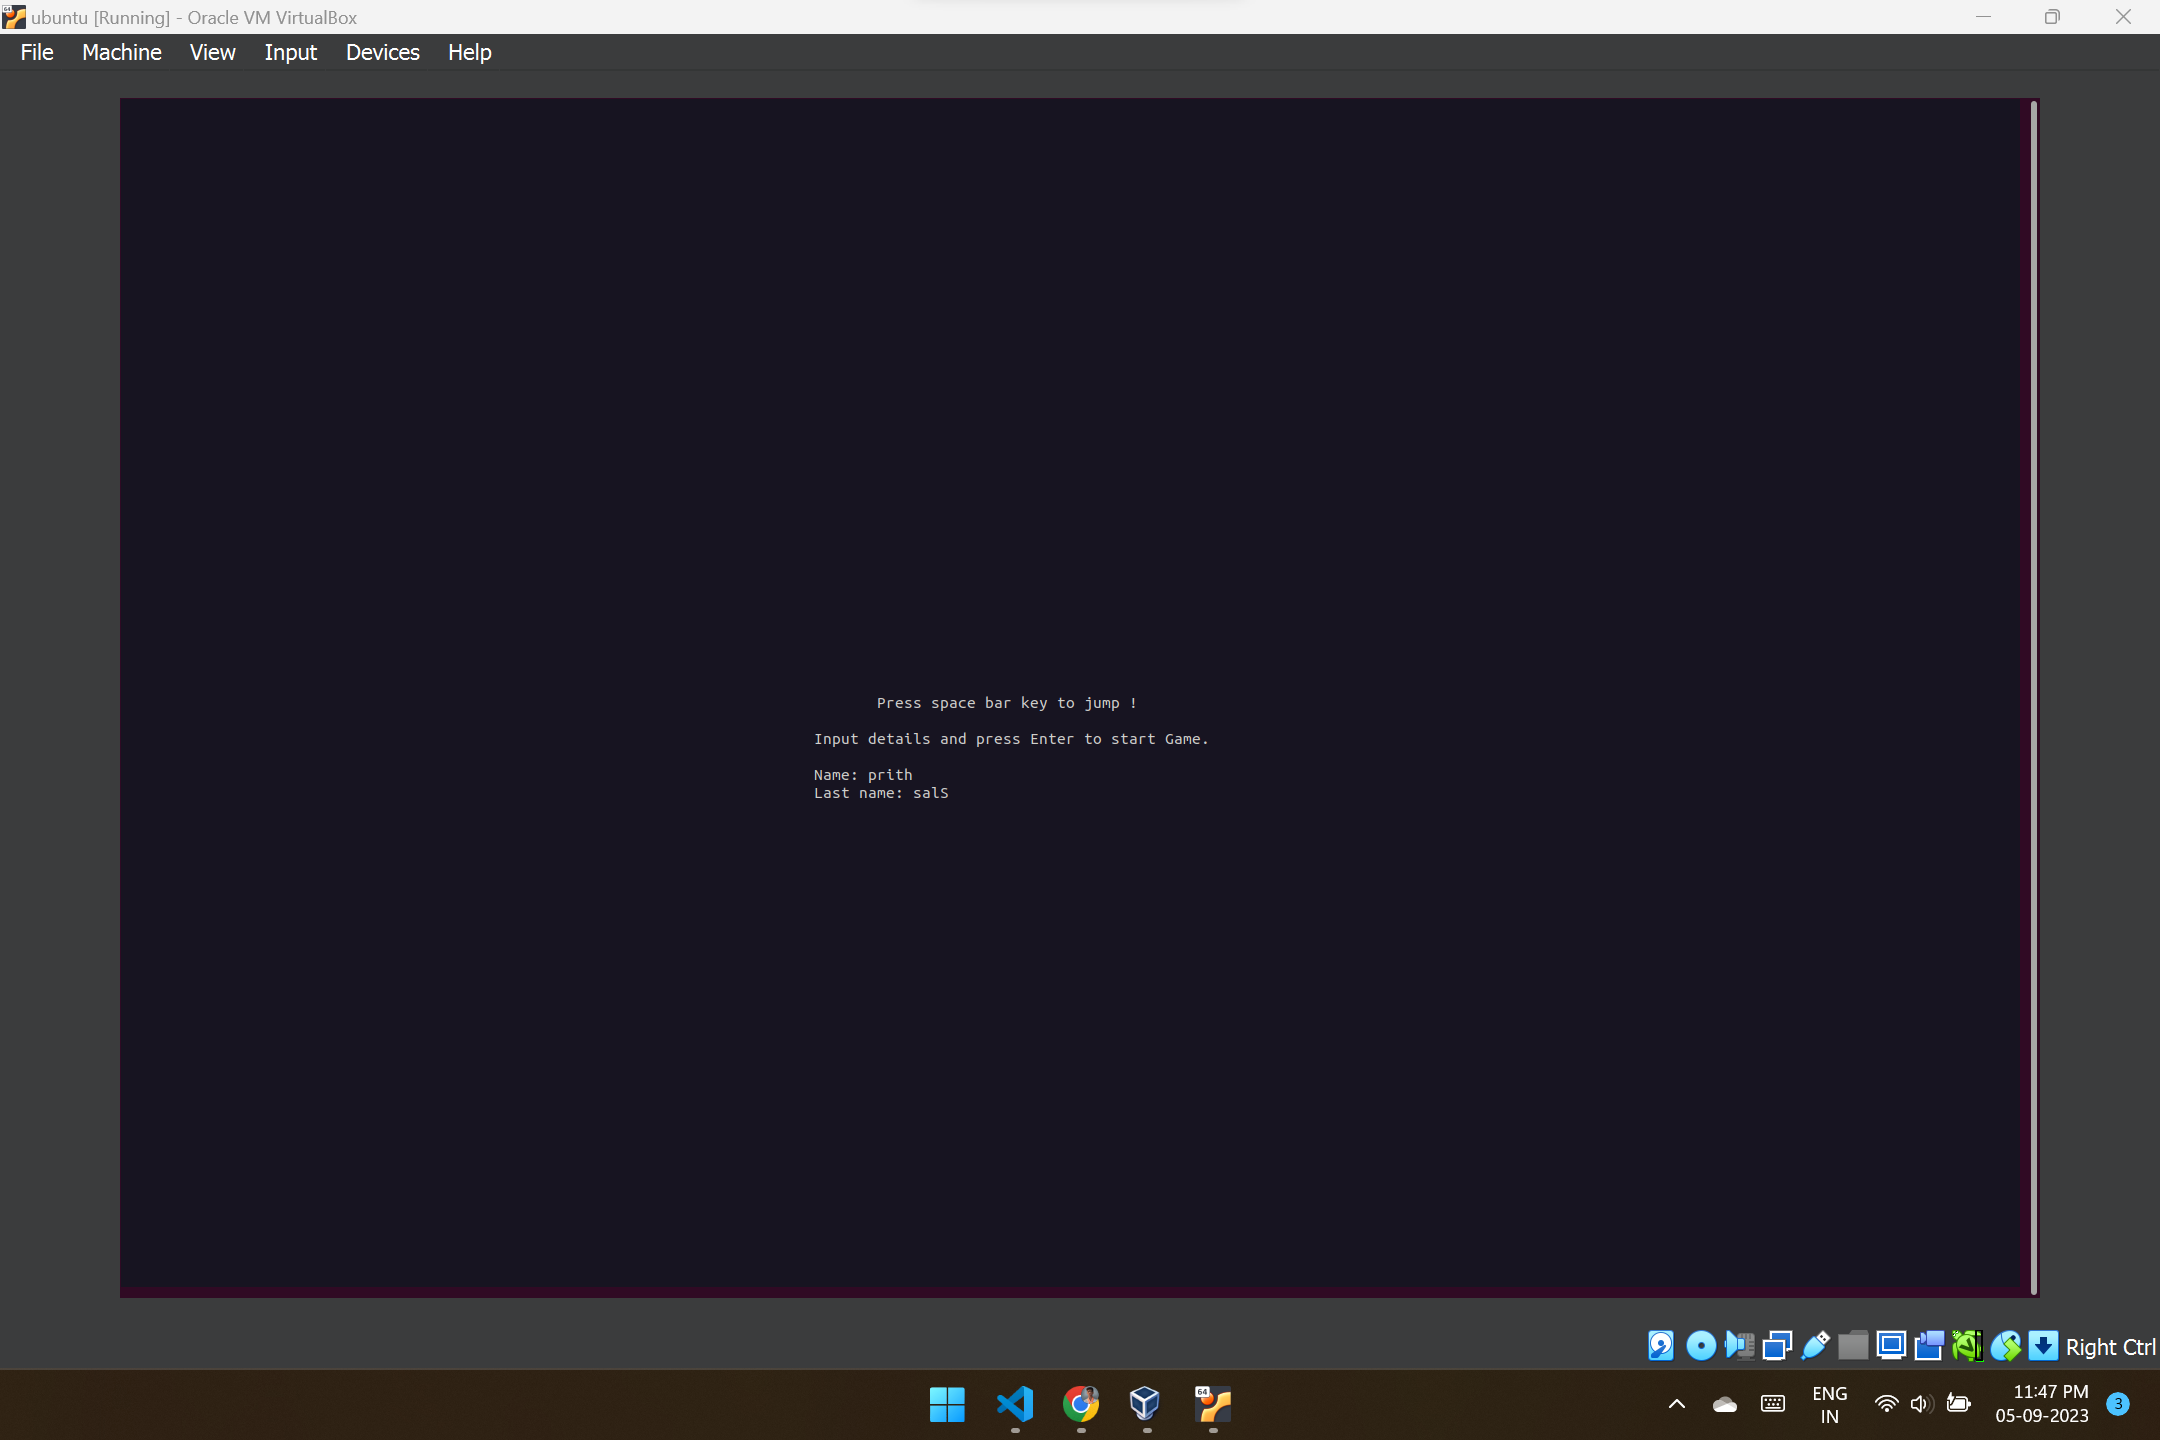 ubuntu [Running] - Oracle VM VirtualBox
File Machine View Input Devices Help
Press space bar key to jump !
Input details and press Enter to start Game.
Name: prith
Last name: salS
Right Ctrl
64
ENG
IN
11:47 PM
05-09-2023
3